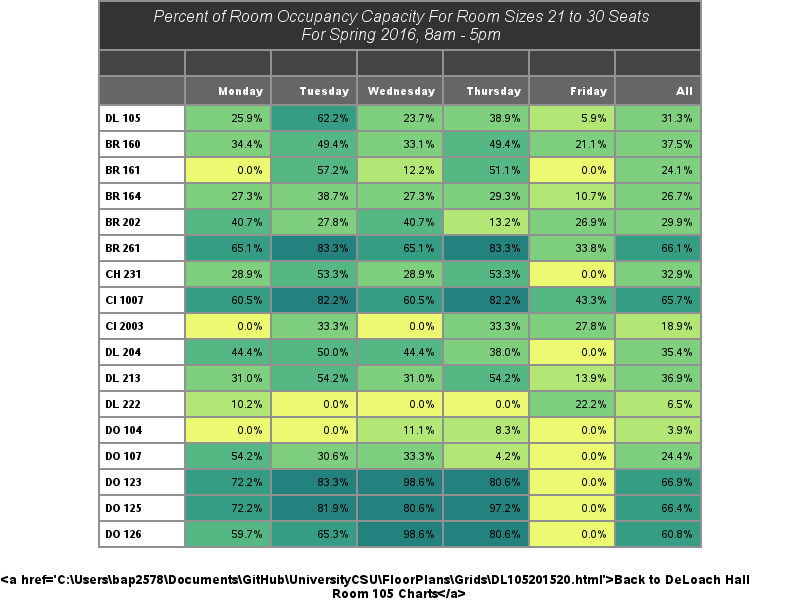 Percent of Room Occupancy Capacity For Room Sizes 21 to 30 Seats
For Spring 2016, 8am - 5pm
Monday Tuesday Wednesday Thursday Friday All
DL 105 25.9% 62.2% 23.7% 38.9% 5.9% 31.3%
BR 160 34.4% 49.4% 33.1% 49.4% 21.1% 37.5%
BR 161 0.0% 57.2% 12.2% 51.1% 0.0% 24.1%
BR 164 27.3% 38.7% 27.3% 29.3% 10.7% 26.7%
BR 202 40.7% 27.8% 40.7% 13.2% 26.9% 29.9%
BR 261 65.1% 83.3% 65.1% 83.3% 33.8% 66.1%
CH 231 28.9% 53.3% 28.9% 53.3% 0.0% 32.9%
CI 1007 60.5% 82.2% 60.5% 82.2% 43.3% 65.7%
CI 2003 0.0% 33.3% 0.0% 33.3% 27.8% 18.9%
DL 204 44.4% 50.0% 44.4% 38.0% 0.0% 35.4%
DL 213 31.0% 54.2% 31.0% 54.2% 13.9% 36.9%
DL 222 10.2% 0.0% 0.0% 0.0% 22.2% 6.5%
DO 104 0.0% 0.0% 11.1% 8.3% 0.0% 3.9%
DO 107 54.2% 30.6% 33.3% 4.2% 0.0% 24.4%
DO 123 72.2% 83.3% 98.6% 80.6% 0.0% 66.9%
DO 125 72.2% 81.9% 80.6% 97.2% 0.0% 66.4%
DO 126 59.7% 65.3% 98.6% 80.6% 0.0% 60.8%
<a href='C:\Users\bap2578\Documents\GitHub\UniversityCSU\FloorPlans\Grids\DL105201520.html'>Back to DeLoach Hall
Room 105 Charts</a>